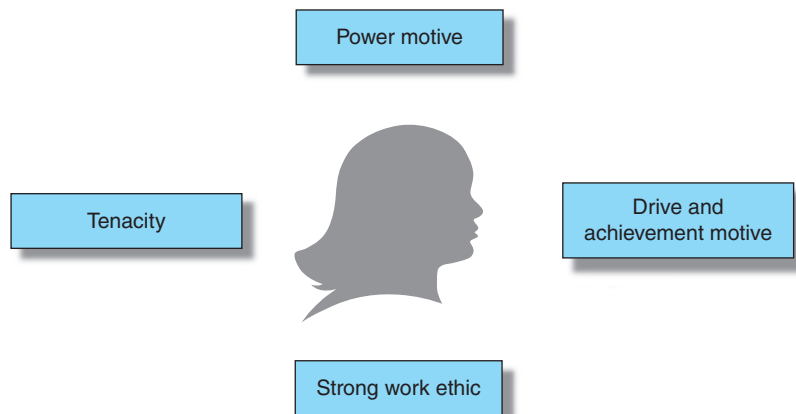 Power motive
Tenacity
Drive and
achievement motive
Strong work ethic